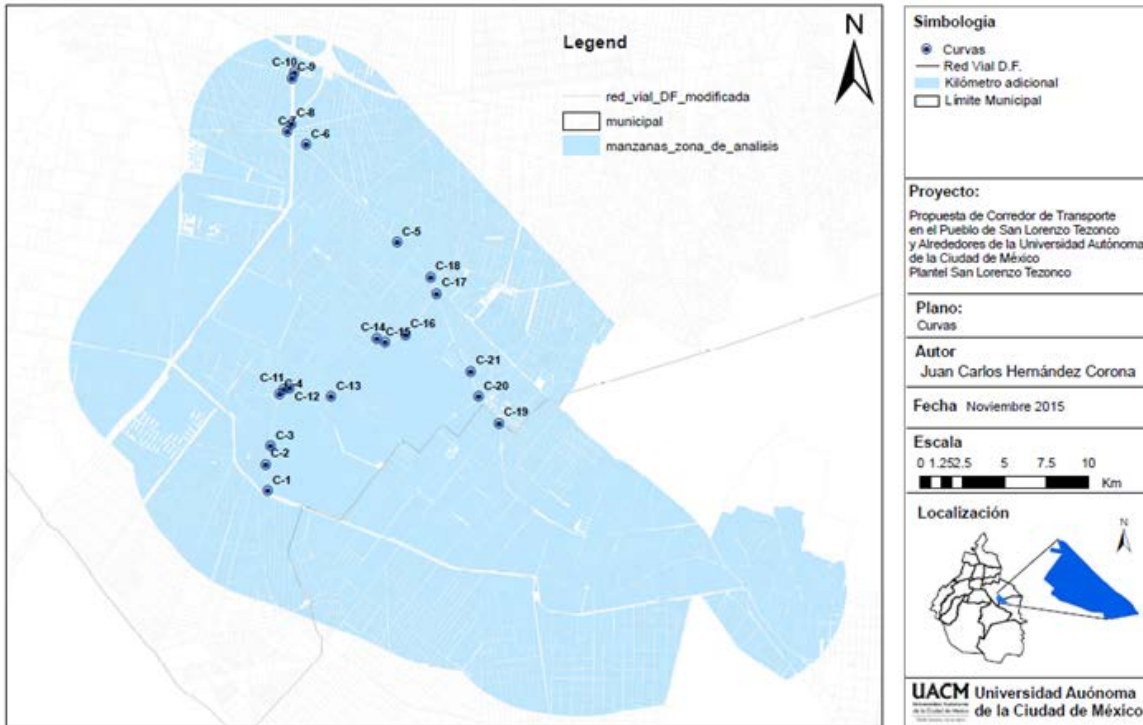 C-10
C-9
C-8
C-7
C-6
C-5
C-18
C-17
C-14
C-15
C-16
C-21
C-20
C-19
C-11
C-4
C-12
C-13
C-3
C-2
C-1
Legend
red_vial_DF_modificada
municipal
manzanas_zona_de_analisis
N
Simbología
Curvas
Red Vial D.F.
Kilómetro adicional
Límite Municipal
Proyecto:
Propuesta de Corredor de Transporte
en el Pueblo de San Lorenzo Tezonco
y Alrededores de la Universidad Autónoma
de la Ciudad de México
Plantel San Lorenzo Tezonco
Plano:
Curvas
Autor
Juan Carlos Hernández Corona
Fecha Noviembre 2015
Escala
0 1.252.5 5 7.5 10
Km
Localización
N
UACM Universidad Autónoma
de la Ciudad de México